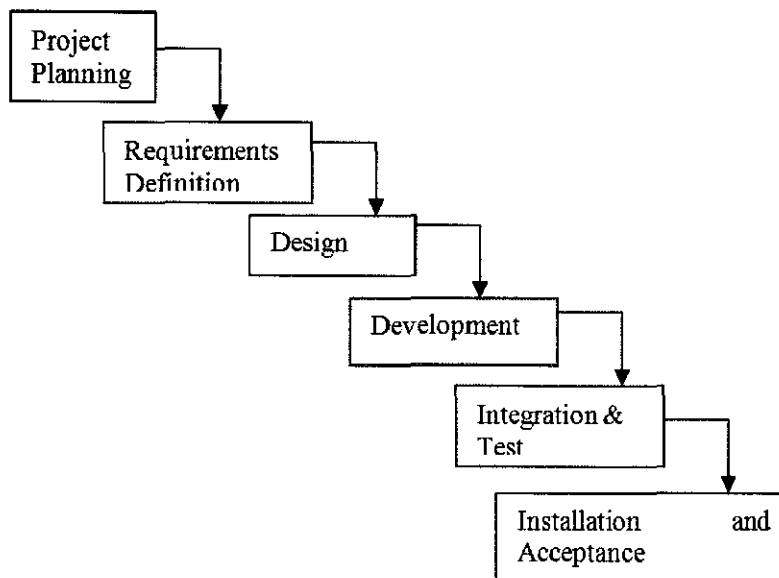 Project
Planning
Requirements
Definition
Design
Development
Integration &
Test
Installation and
Acceptance